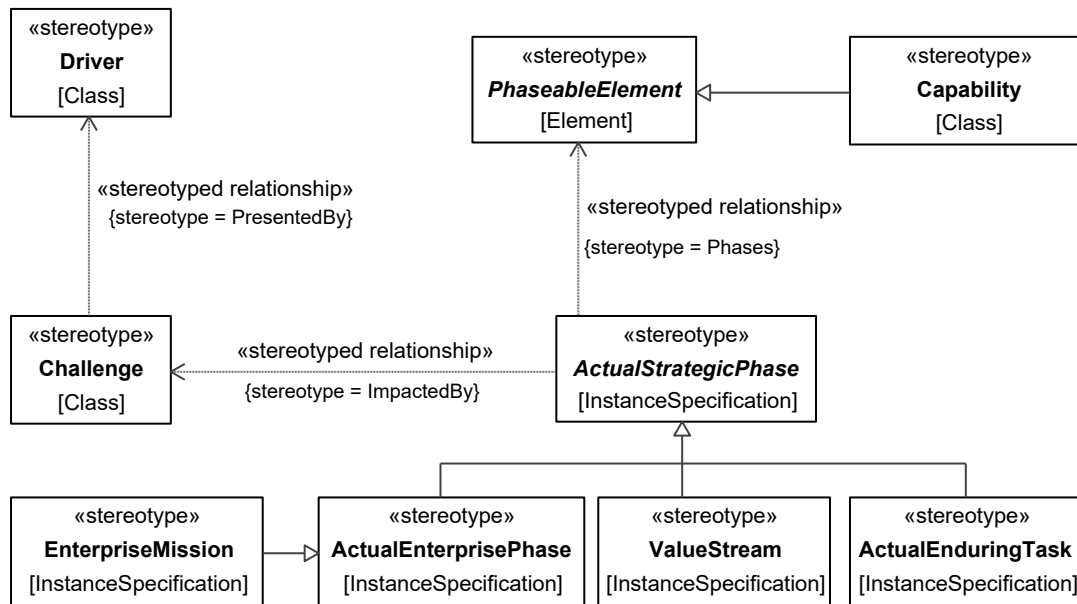 «stereotype»
Driver
[Class]
«stereotype»
PhaseableElement
[Element]
«stereotype»
Capability
[Class]
«stereotyped relationship»
{stereotype = PresentedBy}
«stereotyped relationship»
{stereotype = Phases}
«stereotype»
Challenge
[Class]
«stereotyped relationship»
{stereotype = ImpactedBy}
«stereotype»
ActualStrategicPhase
[InstanceSpecification]
«stereotype»
EnterpriseMission
[InstanceSpecification]
«stereotype»
ActualEnterprisePhase
[InstanceSpecification]
«stereotype»
ValueStream
[InstanceSpecification]
«stereotype»
ActualEnduringTask
[InstanceSpecification]